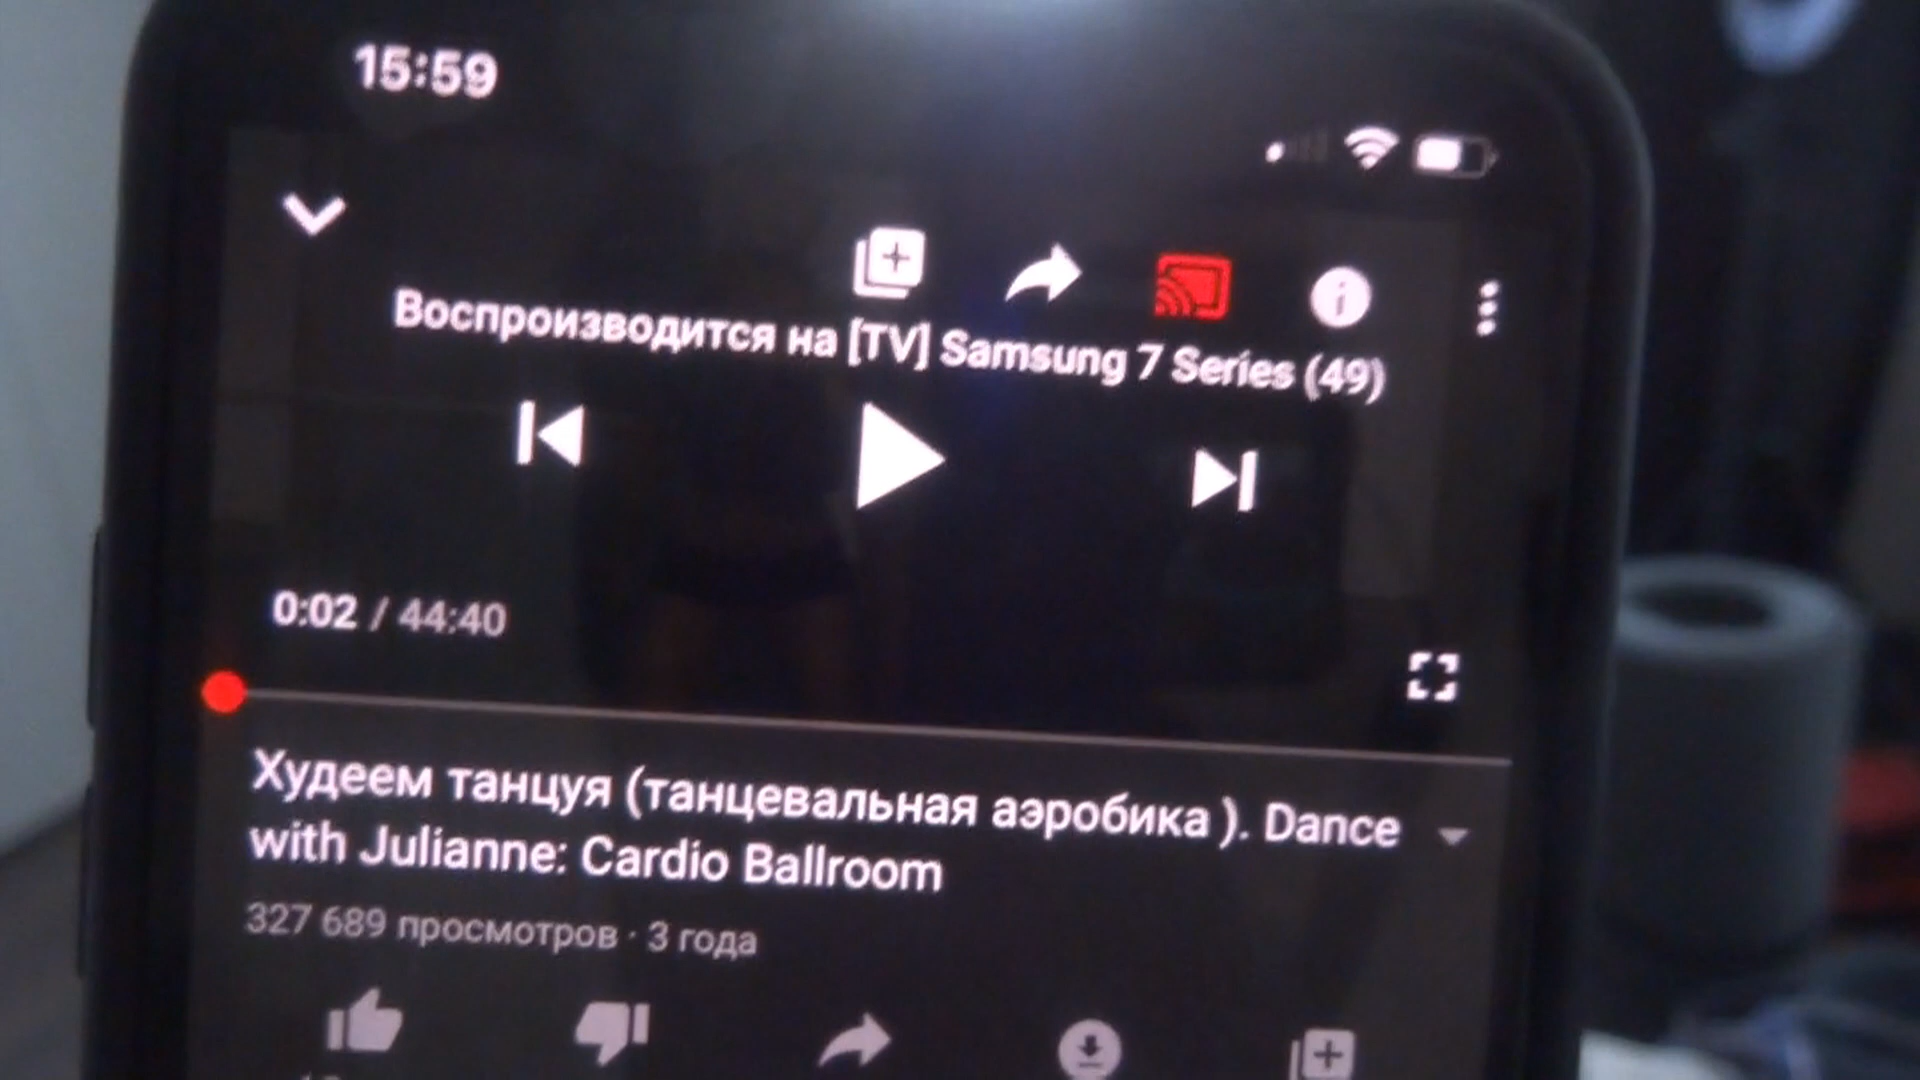 15:59
Воспроизводится на [TV] Samsung 7 Series (49)
0:02 / 44:40
Худеем танцуя (танцевальная аэробика ). Dance
with Julianne: Cardio Ballroom
327 689 просмотров · 3 года